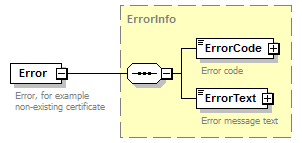 ErrorInfo
ErrorCode
Error code
Error
Error, for example
non-existing certificate
ErrorText
Error message text